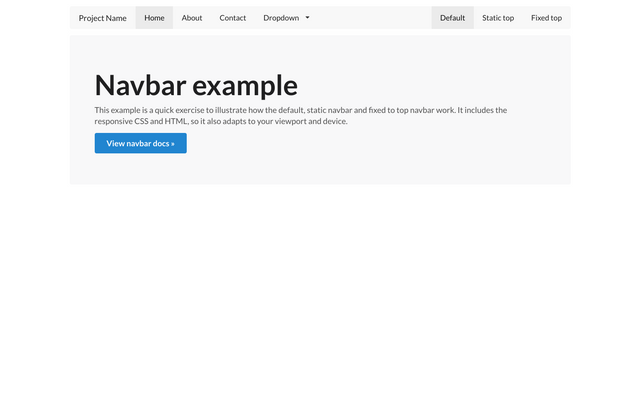 Project Name Home About Contact Dropdown Default Static top Fixed top
Navbar example
This example is a quick exercise to illustrate how the default, static navbar and fixed to top navbar work. It includes the
responsive CSS and HTML, so it also adapts to your viewport and device.
View navbar docs »